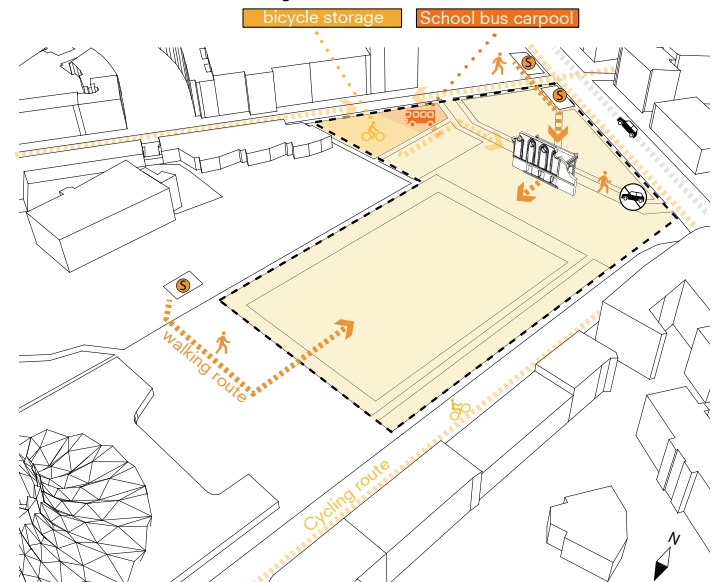 bicycle storage
School bus carpool
S
S
S
walking route
Cycling route
N